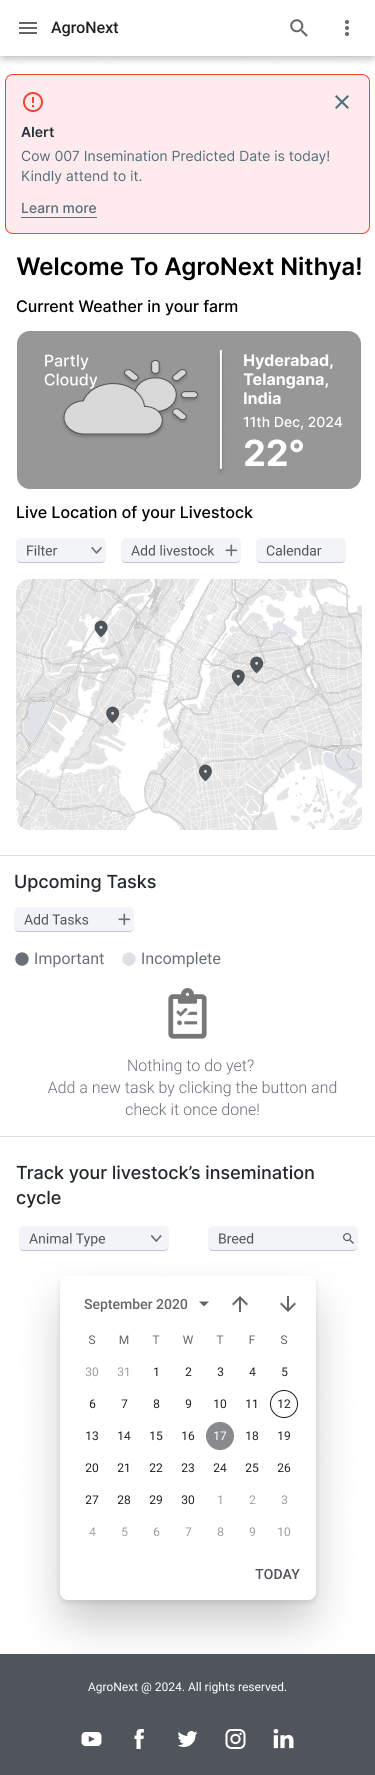 AgroNext
Alert
Cow 007 Insemination Predicted Date is today!
Kindly attend to it.
Learn more
Welcome To AgroNext Nithya!
Current Weather in your farm
Partly
Cloudy
Hyderabad,
Telangana,
India
11th Dec, 2024
22°
Live Location of your Livestock
Filter
Add livestock
Calendar
Upcoming Tasks
Add Tasks
Important
Incomplete
Nothing to do yet?
Add a new task by clicking the button and
check it once done!
Track your livestock’s insemination
cycle
Animal Type
Breed
September 2020
S M T W T F S
30 31 1 2 3 4 5
6 7 8 9 10 11 12
13 14 15 16 17 18 19
20 21 22 23 24 25 26
27 28 29 30 1 2 3
4 5 6 7 8 9 10
TODAY
AgroNext @ 2024. All rights reserved.